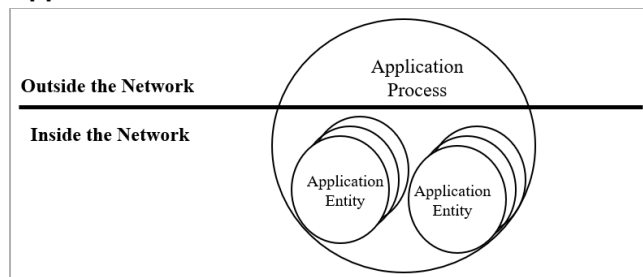 Application
Process
Outside the Network
Inside the Network
Application
Entity
Application
Entity